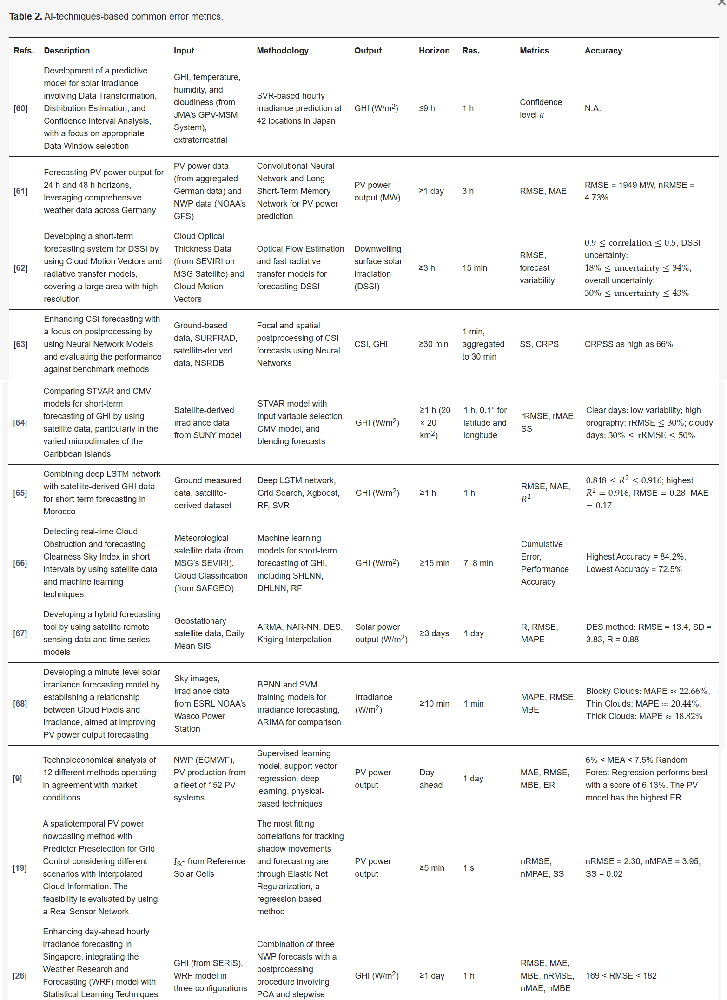 Table 2. AI-techniques-based common error metrics.
Refs. Description Input Methodology Output Horizon Res. Metrics Accuracy
[60]
Development of a predictive
model for solar irradiance
involving Data Transformation,
Distribution Estimation, and
Confidence Interval Analysis,
with a focus on appropriate
Data Window selection
GHI, temperature,
humidity, and
cloudiness (from
JMA's GPV-MSM
System),
extraterrestrial
SVR-based hourly
irradiance prediction at
42 locations in Japan
GHI (W/m²)
≤9 h
1 h
Confidence
level α
N.A.
[61]
Forecasting PV power output for
24 h and 48 h horizons,
leveraging comprehensive
weather data across Germany
PV power data
(from aggregated
German data) and
NWP data (NOAA's
GFS)
Convolutional Neural
Network and Long
Short-Term Memory
Network for PV power
prediction
PV power
output (MW)
≥1 day
3 h
RMSE, MAE
RMSE = 1949 MW, nRMSE =
4.73%
[62]
Developing a short-term
forecasting system for DSSI by
using Cloud Motion Vectors and
radiative transfer models,
covering a large area with high
resolution
Cloud Optical
Thickness Data
(from SEVIRI on
MSG Satellite) and
Cloud Motion
Vectors
Optical Flow Estimation
and fast radiative
transfer models for
forecasting DSSI
Downwelling
surface solar
irradiation
(DSSI)
≥3 h
15 min
RMSE,
forecast
variability
0.9 ≤ correlation ≤ 0.5, DSSI
uncertainty:
18% ≤ uncertainty ≤ 34%,
overall uncertainty:
30% ≤ uncertainty ≤ 43%
[63]
Enhancing CSI forecasting with
a focus on postprocessing by
using Neural Network Models
and evaluating the performance
against benchmark methods
Ground-based
data, SURFRAD,
satellite-derived
data, NSRDB
Focal and spatial
postprocessing of CSI
forecasts using Neural
Networks
CSI, GHI
≥30 min
1 min,
aggregated
to 30 min
SS, CRPS
CRPSS as high as 66%
[64]
Comparing STVAR and CMV
models for short-term
forecasting of GHI by using
satellite data, particularly in the
varied microclimates of the
Caribbean Islands
Satellite-derived
irradiance data
from SUNY model
STVAR model with
input variable selection,
CMV model, and
blending forecasts
GHI (W/m²)
≥1 h (20
× 20
km²)
1 h, 0.1° for
latitude and
longitude
rRMSE, rMAE,
SS
Clear days: low variability; high
orography: rRMSE ≤ 30%; cloudy
days: 30% ≤ rRMSE ≤ 50%
[65]
Combining deep LSTM network
with satellite-derived GHI data
for short-term forecasting in
Morocco
Ground measured
data, satellite-
derived dataset
Deep LSTM network,
Grid Search, Xgboost,
RF, SVR
GHI (W/m²)
≥1 h
1 h
RMSE, MAE,
R²
0.848 ≤ R² ≤ 0.916; highest
R² = 0.916, RMSE = 0.28, MAE
= 0.17
[66]
Detecting real-time Cloud
Obstruction and forecasting
Clearness Sky Index in short
intervals by using satellite data
and machine learning
techniques
Meteorological
satellite data (from
MSG's SEVIRI),
Cloud Classification
(from SAFGEO)
Machine learning
models for short-term
forecasting of GHI,
including SHLNN,
DHLNN, RF
GHI (W/m²)
≥15 min
7–8 min
Cumulative
Error,
Performance
Accuracy
Highest Accuracy = 84.2%,
Lowest Accuracy = 72.5%
[67]
Developing a hybrid forecasting
tool by using satellite remote
sensing data and time series
models
Geostationary
satellite data, Daily
Mean SIS
ARMA, NAR-NN, DES,
Kriging Interpolation
Solar power
output (W/m²)
≥3 days
1 day
R, RMSE,
MAPE
DES method: RMSE = 13.4, SD =
3.83, R = 0.88
[68]
Developing a minute-level solar
irradiance forecasting model by
establishing a relationship
between Cloud Pixels and
irradiance, aimed at improving
PV power output forecasting
Sky images,
irradiance data
from ESRL NOAA's
Wasco Power
Station
BPNN and SVM
training models for
irradiance forecasting,
ARIMA for comparison
Irradiance
(W/m²)
≥10 min
1 min
MAPE, RMSE,
MBE
Blocky Clouds: MAPE ≈ 22.66%,
Thin Clouds: MAPE ≈ 20.44%,
Thick Clouds: MAPE ≈ 18.82%
[9]
Technoleconomical analysis of
12 different methods operating
in agreement with market
conditions
NWP (ECMWF),
PV production from
a fleet of 152 PV
systems
Supervised learning
model, support vector
regression, deep
learning, physical-
based techniques
PV power
output
Day
ahead
1 day
MAE, RMSE,
MBE, ER
6% < MEA < 7.5% Random
Forest Regression performs best
with a score of 6.13%. The PV
model has the highest ER
[19]
A spatiotemporal PV power
nowcasting method with
Predictor Preselection for Grid
Control considering different
scenarios with Interpolated
Cloud Information. The
feasibility is evaluated by using
a Real Sensor Network
I_SC from Reference
Solar Cells
The most fitting
correlations for tracking
shadow movements
and forecasting are
through Elastic Net
Regularization, a
regression-based
method
PV power
output
≥5 min
1 s
nRMSE,
nMPAE, SS
nRMSE = 2.30, nMPAE = 3.95,
SS = 0.02
[26]
Enhancing day-ahead hourly
irradiance forecasting in
Singapore, integrating the
Weather Research and
Forecasting (WRF) model with
Statistical Learning Techniques
GHI (from SERIS),
WRF model in
three configurations
Combination of three
NWP forecasts with a
postprocessing
procedure involving
PCA and stepwise
GHI (W/m²)
≥1 day
1 h
RMSE, MAE,
MBE, nRMSE,
nMAE, nMBE
169 < RMSE < 182